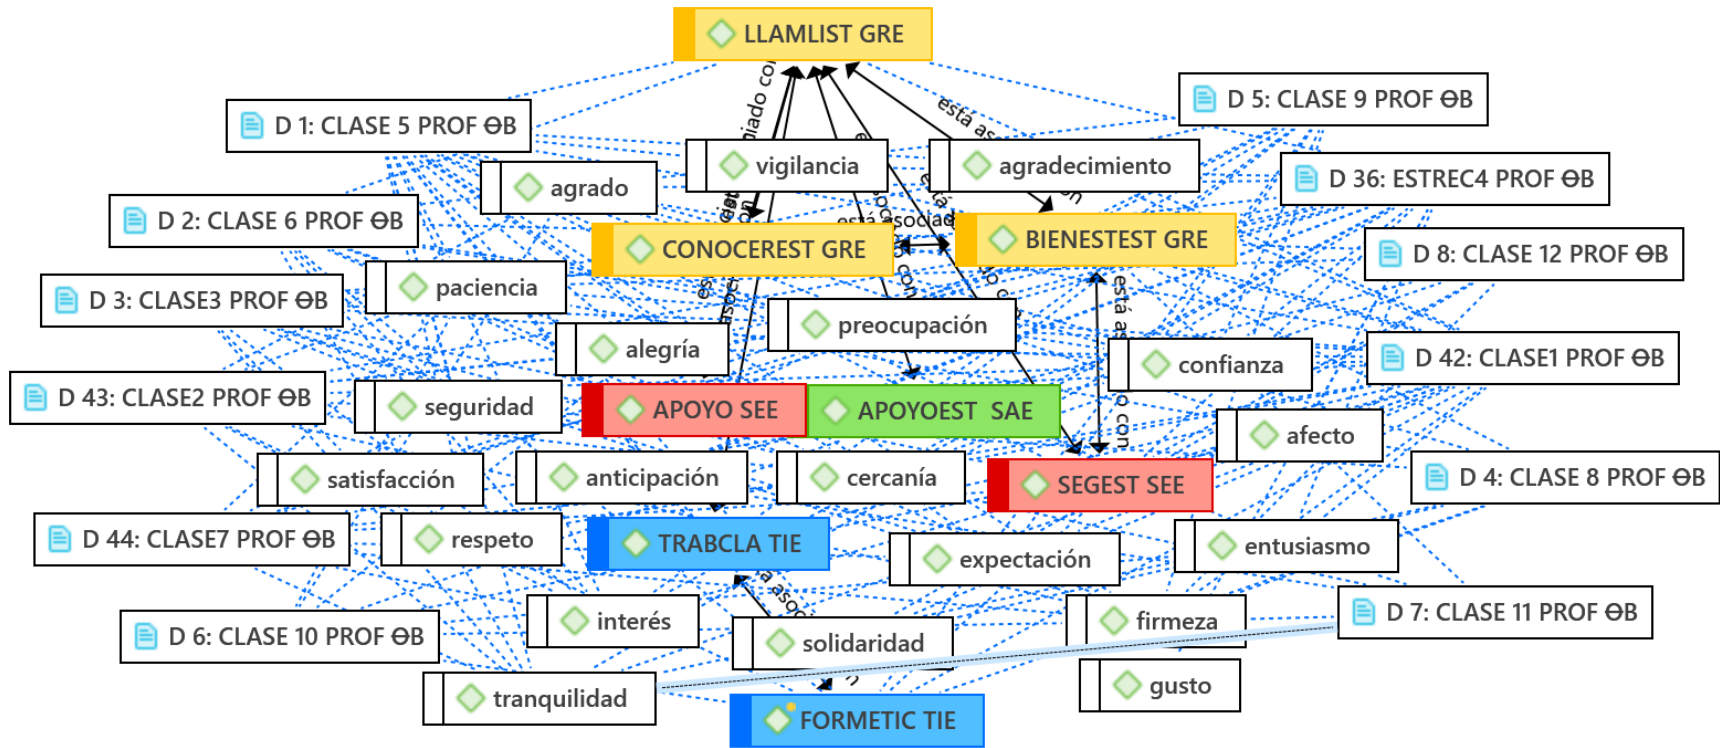 LLAMLIST GRE
D 5: CLASE 9 PROF ӨB
D 1: CLASE 5 PROF ӨB
vigilancia
agradecimiento
agrado
D 36: ESTREC4 PROF ӨB
D 2: CLASE 6 PROF ӨB
CONOCEREST GRE
BIENESTEST GRE
D 8: CLASE 12 PROF ӨB
paciencia
D 3: CLASE3 PROF ӨB
preocupación
alegría
confianza
D 42: CLASE1 PROF ӨB
D 43: CLASE2 PROF ӨB
seguridad
APOYO SEE
APOYOEST SAE
afecto
satisfacción
anticipación
cercanía
SEGEST SEE
D 4: CLASE 8 PROF ӨB
D 44: CLASE7 PROF ӨB
respeto
TRABCLA TIE
expectación
entusiasmo
D 6: CLASE 10 PROF ӨB
interés
solidaridad
firmeza
D 7: CLASE 11 PROF ӨB
tranquilidad
gusto
FORMETIC TIE